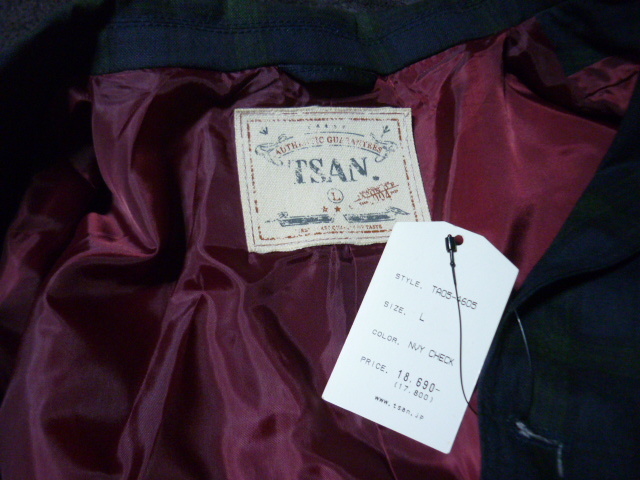 AUTHENTIC GUARANTEED
TSAN.
L
STYLE. TA05-4605
SIZE. L
COLOR. NVY CHECK
PRICE. 18.690-
(17.800)
www.tsan.jp